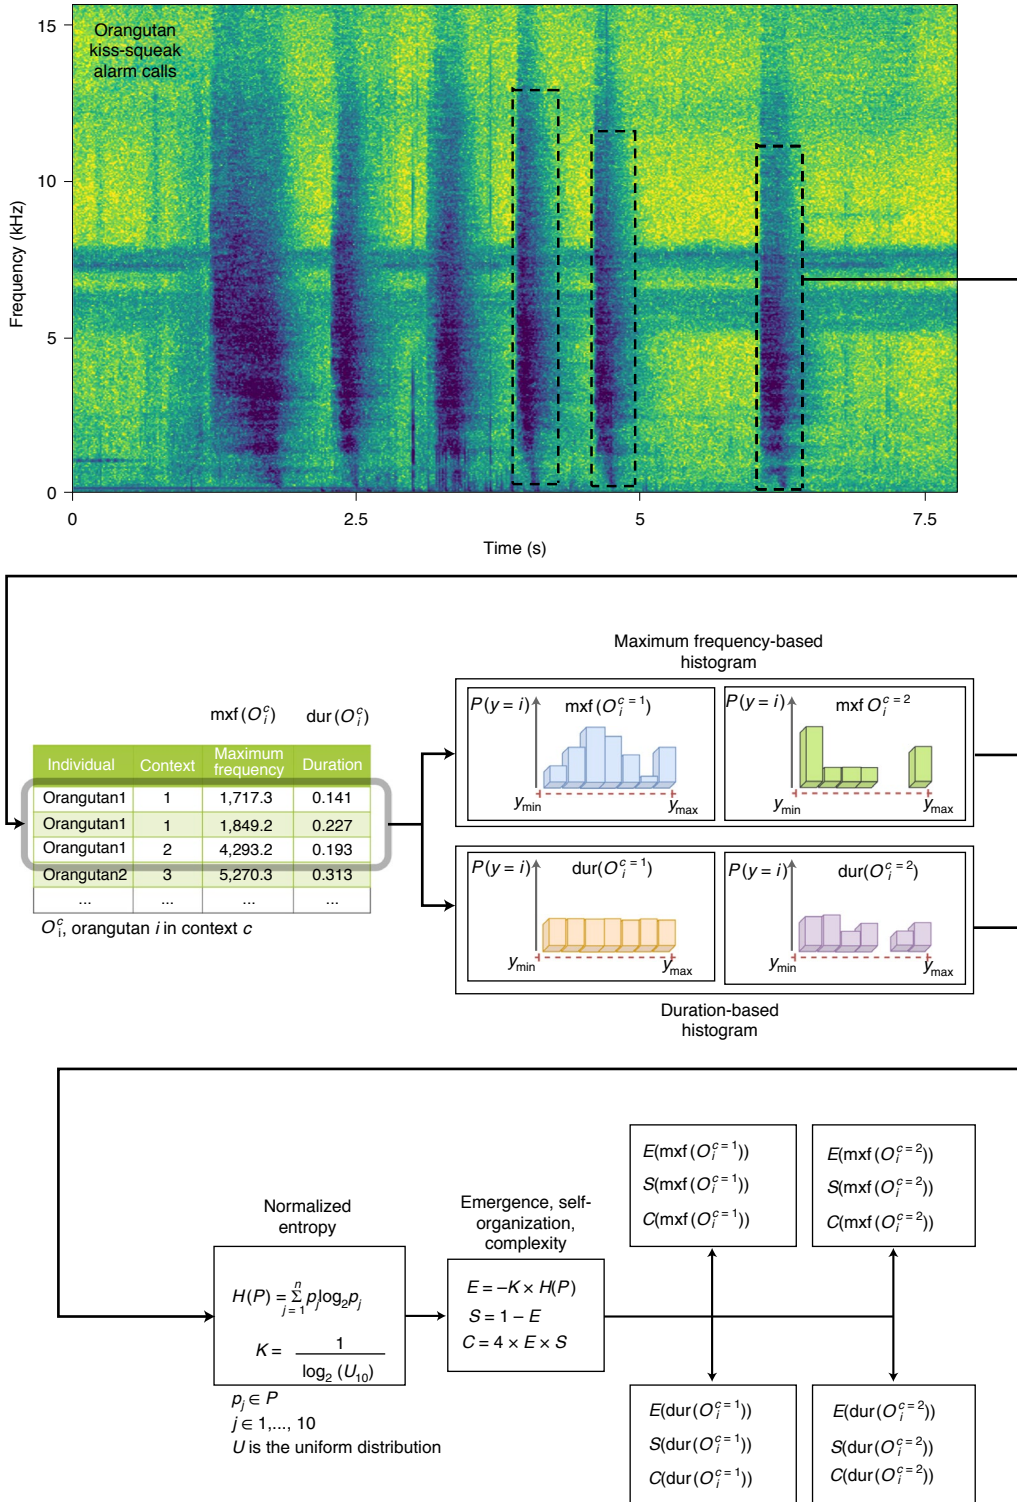 Orangutan
kiss-squeak
alarm calls
15
10
5
0
Frequency (kHz)
0
2.5
5
7.5
Time (s)
Maximum frequency-based
histogram
mxf (O_i^c) dur (O_i^c)
Individual Context Maximum frequency Duration
Orangutan1 1 1,717.3 0.141
Orangutan1 1 1,849.2 0.227
Orangutan1 2 4,293.2 0.193
Orangutan2 3 5,270.3 0.313
... ... ... ...
O_i^c, orangutan i in context c
P(y = i) mxf (O_i^{c = 1})
y_min y_max
P(y = i) mxf O_i^{c = 2}
y_min y_max
P(y = i) dur(O_i^{c = 1})
y_min y_max
P(y = i) dur(O_i^{c = 2})
y_min y_max
Duration-based
histogram
Normalized
entropy
H(P) = Σ_{j = 1}^n p_j log_2 p_j
K = 1 / log_2 (U_10)
p_j ∈ P
j ∈ 1,..., 10
U is the uniform distribution
Emergence, self-
organization,
complexity
E = –K × H(P)
S = 1 – E
C = 4 × E × S
E(mxf (O_i^{c = 1}))
S(mxf (O_i^{c = 1}))
C(mxf (O_i^{c = 1}))
E(mxf (O_i^{c = 2}))
S(mxf (O_i^{c = 2}))
C(mxf (O_i^{c = 2}))
E(dur (O_i^{c = 1}))
S(dur (O_i^{c = 1}))
C(dur (O_i^{c = 1}))
E(dur (O_i^{c = 2}))
S(dur (O_i^{c = 2}))
C(dur (O_i^{c = 2}))